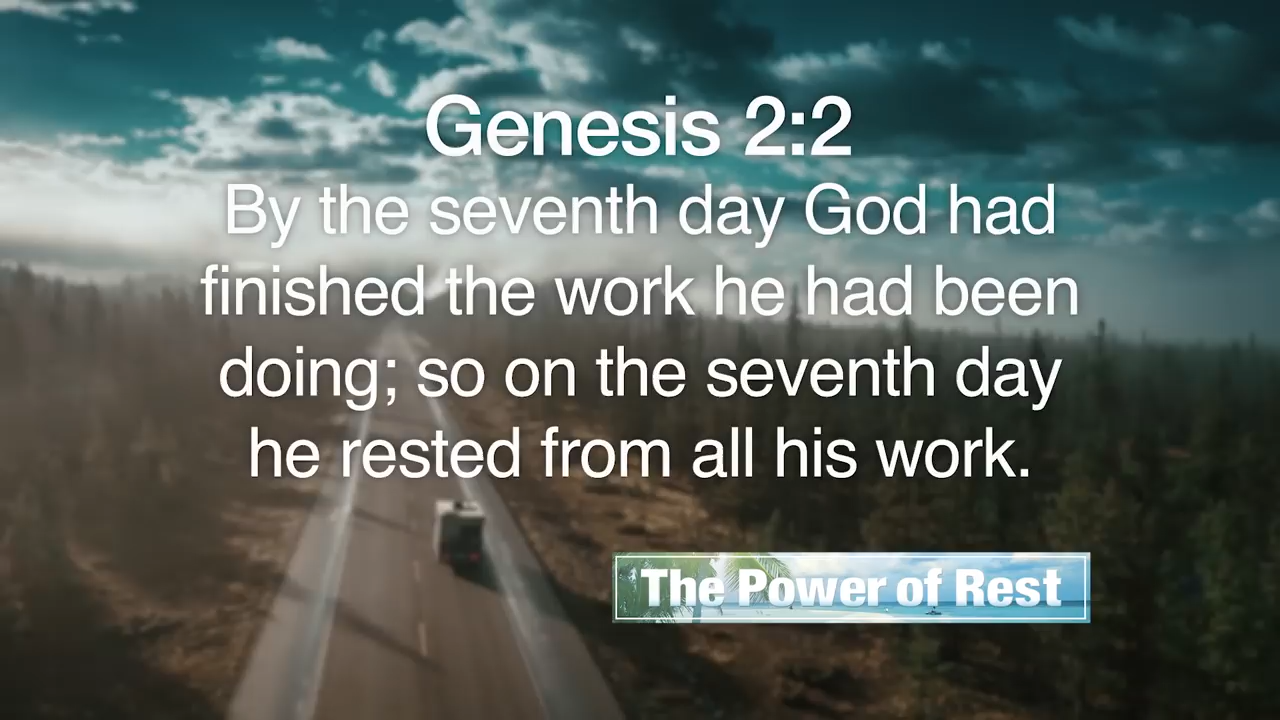 Genesis 2:2
By the seventh day God had
finished the work he had been
doing; so on the seventh day
he rested from all his work.
The Power of Rest